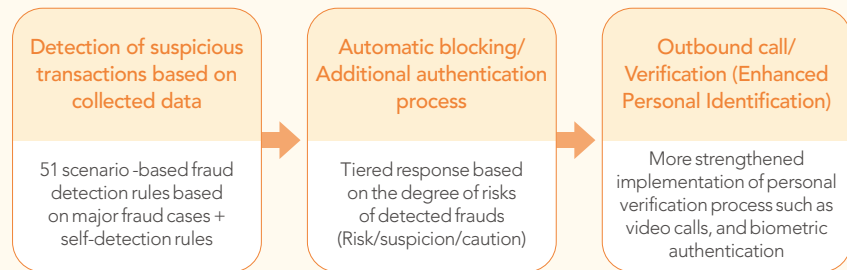 Detection of suspicious
transactions based on
collected data
51 scenario -based fraud
detection rules based
on major fraud cases +
self-detection rules
Automatic blocking/
Additional authentication
process
Tiered response based
on the degree of risks
of detected frauds
(Risk/suspicion/caution)
Outbound call/
Verification (Enhanced
Personal Identification)
More strengthened
implementation of personal
verification process such as
video calls, and biometric
authentication